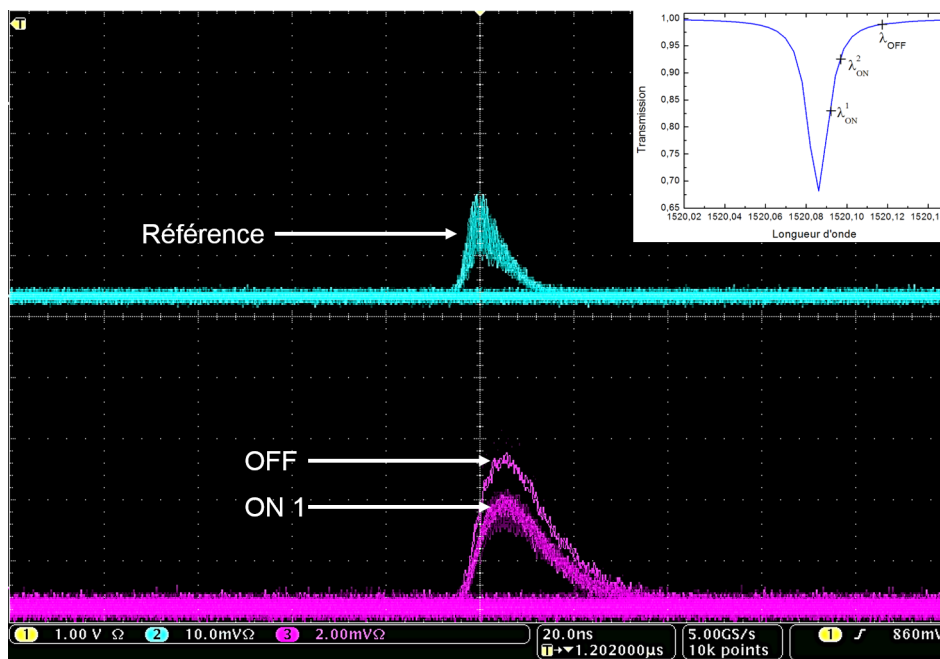 T
1,00
0,95
0,90
0,85
0,80
0,75
0,70
0,65
Transmission
λOFF
λ2ON
λ1ON
1520,02 1520,04 1520,06 1520,08 1520,10 1520,12
Longueur d'onde
Référence
OFF
ON 1
1 1.00 V Ω 2 10.0mVΩ 3 2.00mVΩ 20.0ns 5.00GS/s 1 860mV
T→▼1.202000μs 10k points